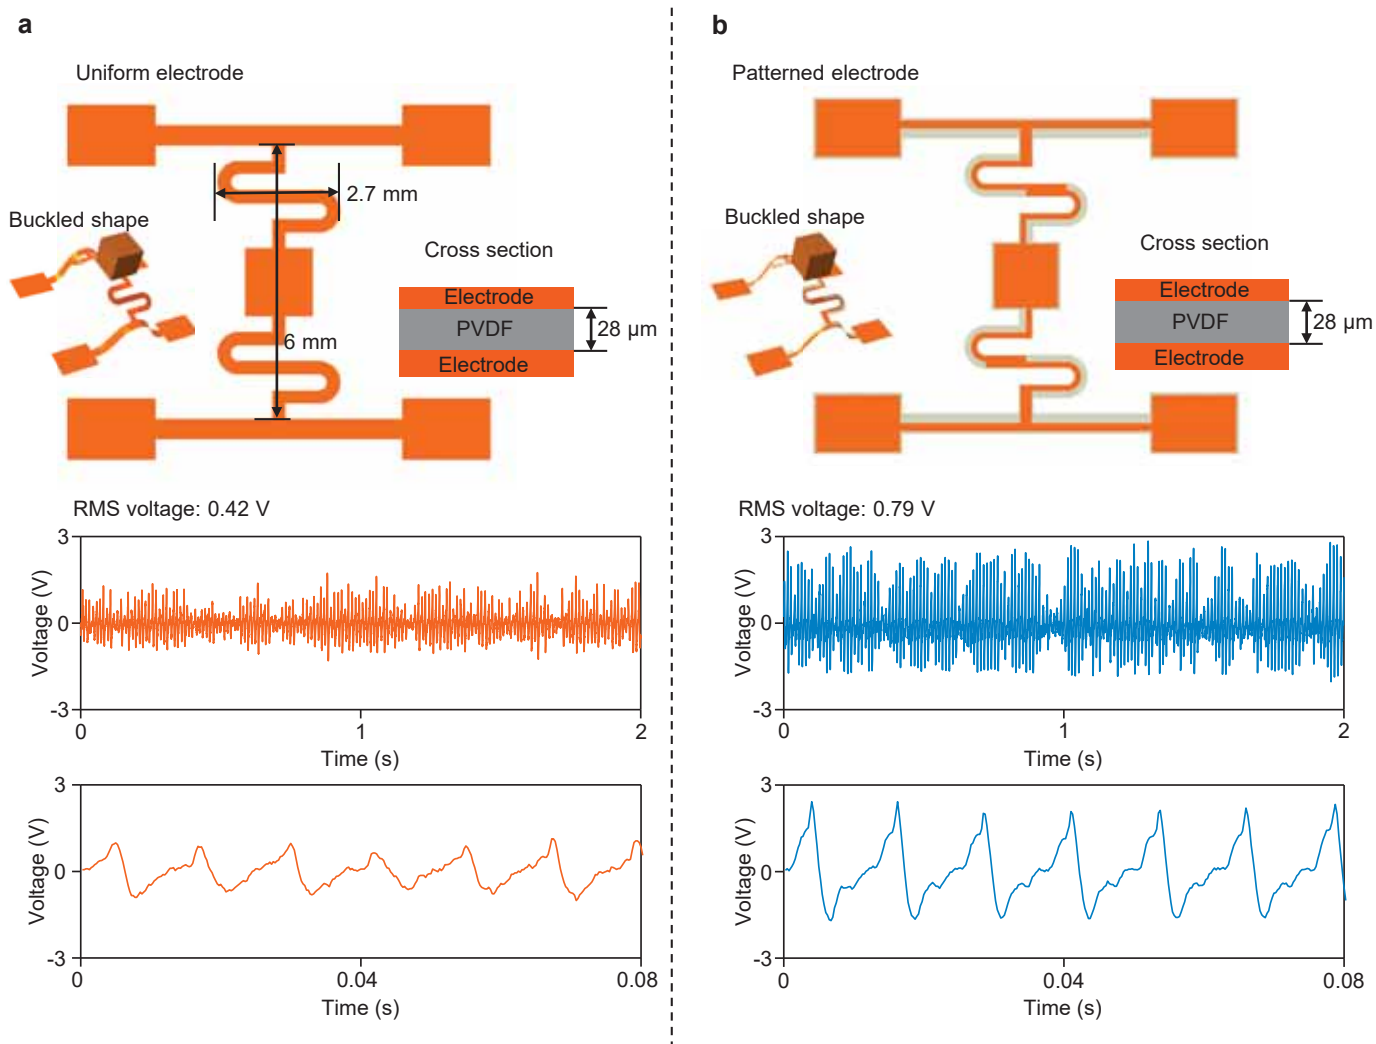 a
Uniform electrode
2.7 mm
Buckled shape
Cross section
Electrode
PVDF
28 μm
Electrode
6 mm
RMS voltage: 0.42 V
3
0
-3
Voltage (V)
0
1
2
Time (s)
3
0
-3
Voltage (V)
0
0.04
0.08
Time (s)
b
Patterned electrode
Buckled shape
Cross section
Electrode
PVDF
28 μm
Electrode
RMS voltage: 0.79 V
3
0
-3
Voltage (V)
0
1
2
Time (s)
3
0
-3
Voltage (V)
0
0.04
0.08
Time (s)